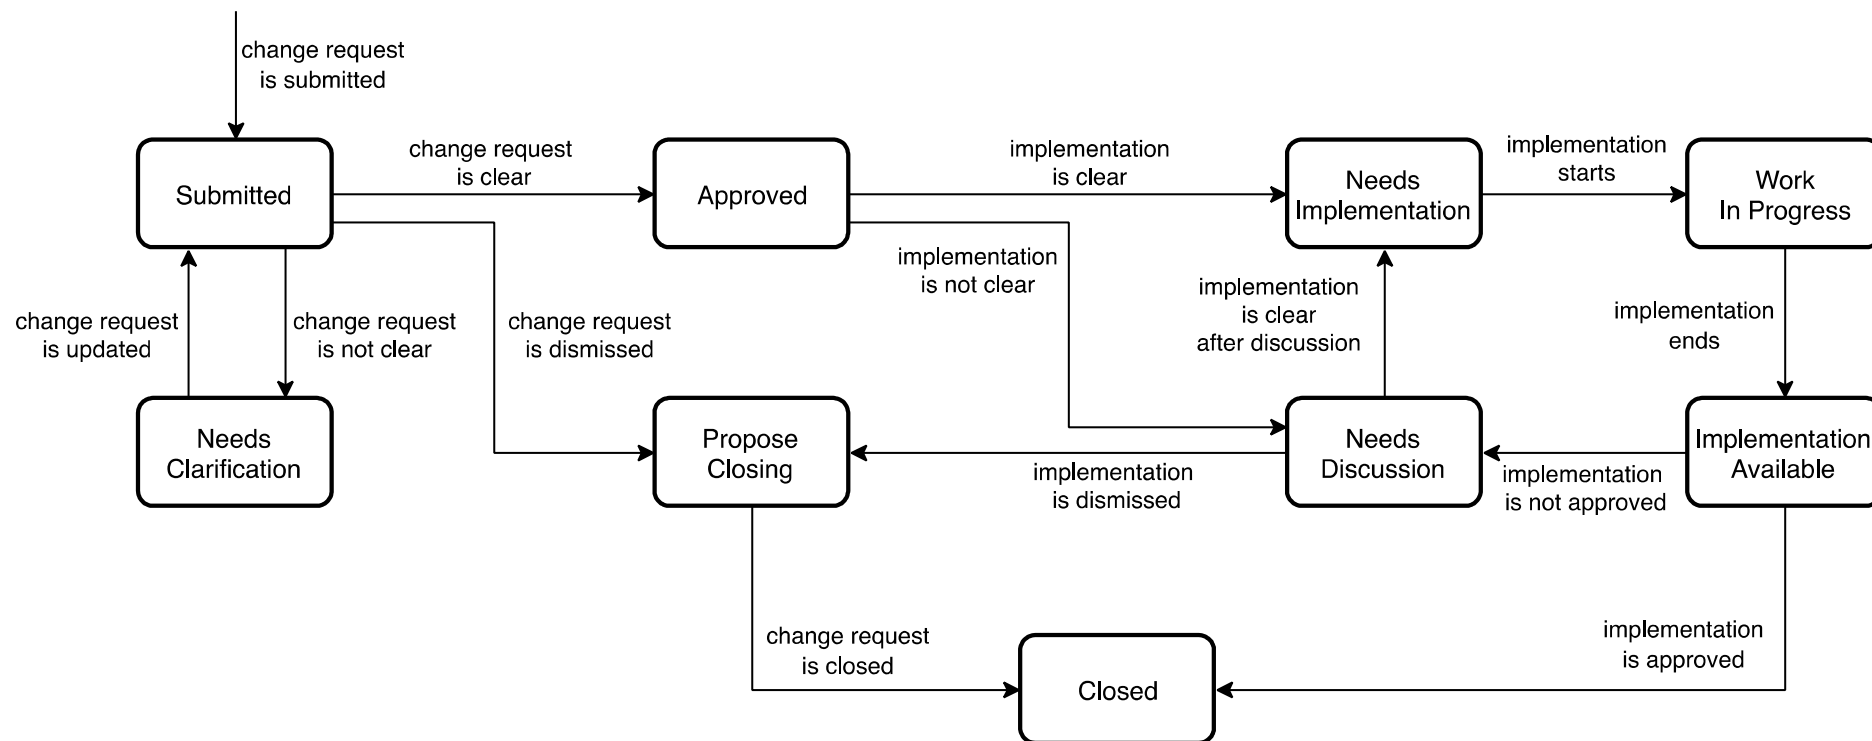 change request
is submitted
Submitted
change request
is clear
Approved
implementation
is clear
Needs
Implementation
implementation
starts
Work
In Progress
change request
is updated
change request
is not clear
change request
is dismissed
implementation
is not clear
implementation
is clear
after discussion
implementation
ends
Needs
Clarification
Propose
Closing
implementation
is dismissed
Needs
Discussion
implementation
is not approved
Implementation
Available
change request
is closed
Closed
implementation
is approved